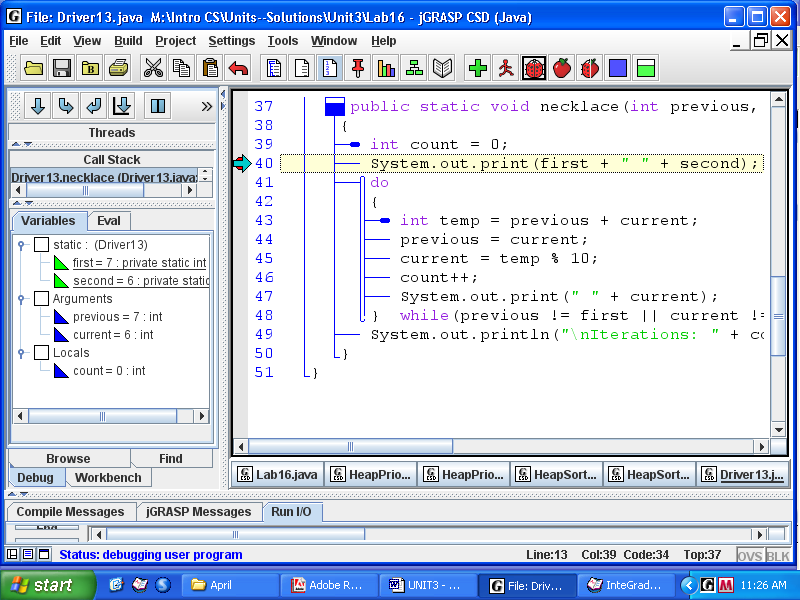 File: Driver13.java  M:\Intro CS\Units--Solutions\Unit3\Lab16 - jGRASP CSD (Java)
File Edit View Build Project Settings Tools Window Help
Threads
Call Stack
Driver13.necklace (Driver13.java:
Variables Eval
static : (Driver13)
first = 7 : private static int
second = 6 : private static
Arguments
previous = 7 : int
current = 6 : int
Locals
count = 0 : int
Browse Find
Debug Workbench
37 public static void necklace(int previous,
38 {
39 int count = 0;
40 System.out.print(first + " " + second);
41 do
42 {
43 int temp = previous + current;
44 previous = current;
45 current = temp % 10;
46 count++;
47 System.out.print(" " + current);
48 } while(previous != first || current !=
49 System.out.println("\nIterations: " + co
50 }
51 }
Lab16.java HeapPrio... HeapPrio... HeapSort... HeapSort... Driver13.j...
Compile Messages jGRASP Messages Run I/O
End
Status: debugging user program Line:13 Col:39 Code:34 Top:37 OVS BLK
start April Adobe R... UNIT3 - ... File: Driv... InteGrad... 11:26 AM